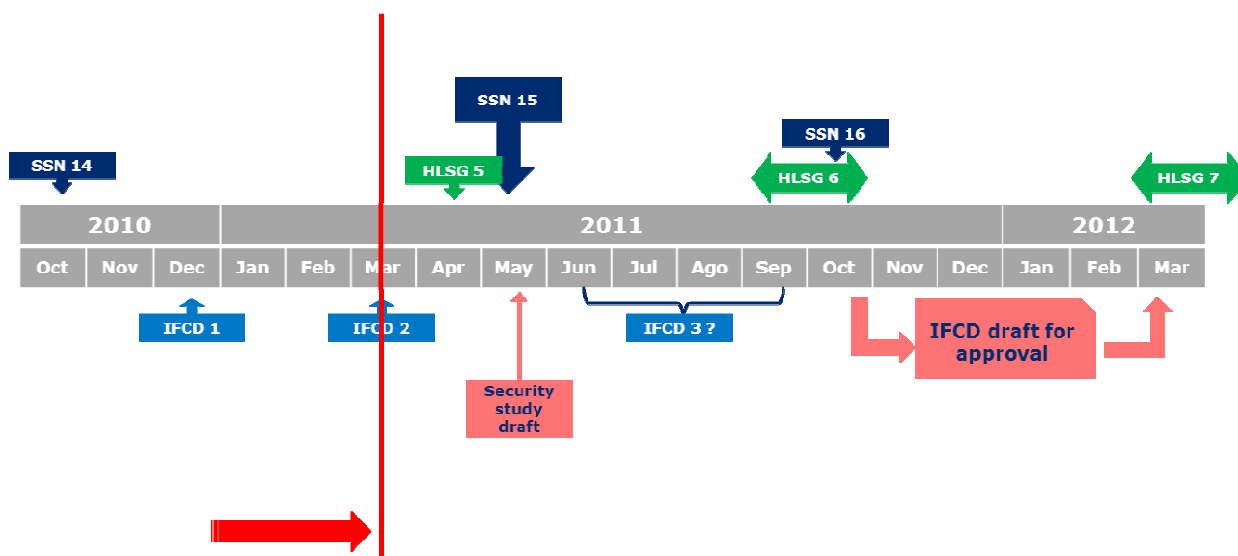 SSN 15
SSN 16
SSN 14
HLSG 5
HLSG 6
HLSG 7
2010 2011 2012
Oct Nov Dec Jan Feb Mar Apr May Jun Jul Ago Sep Oct Nov Dec Jan Feb Mar
IFCD 1
IFCD 2
IFCD 3 ?
IFCD draft for
approval
Security
study
draft